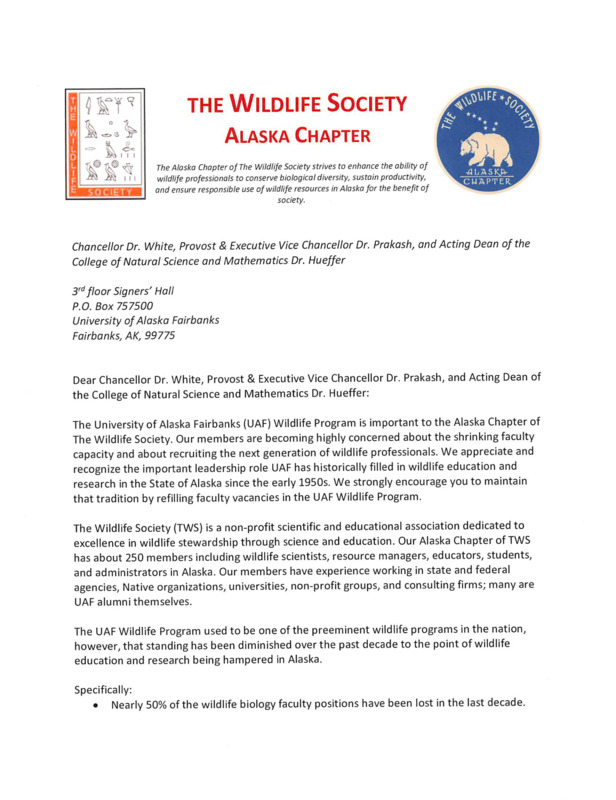 THE WILDLIFE SOCIETY
THE WILDLIFE SOCIETY
ALASKA CHAPTER
THE WILDLIFE * SOCIETY
ALASKA
CHAPTER
The Alaska Chapter of The Wildlife Society strives to enhance the ability of
wildlife professionals to conserve biological diversity, sustain productivity,
and ensure responsible use of wildlife resources in Alaska for the benefit of
society.
Chancellor Dr. White, Provost & Executive Vice Chancellor Dr. Prakash, and Acting Dean of the
College of Natural Science and Mathematics Dr. Hueffer
3rd floor Signers' Hall
P.O. Box 757500
University of Alaska Fairbanks
Fairbanks, AK, 99775
Dear Chancellor Dr. White, Provost & Executive Vice Chancellor Dr. Prakash, and Acting Dean of
the College of Natural Science and Mathematics Dr. Hueffer:
The University of Alaska Fairbanks (UAF) Wildlife Program is important to the Alaska Chapter of
The Wildlife Society. Our members are becoming highly concerned about the shrinking faculty
capacity and about recruiting the next generation of wildlife professionals. We appreciate and
recognize the important leadership role UAF has historically filled in wildlife education and
research in the State of Alaska since the early 1950s. We strongly encourage you to maintain
that tradition by refilling faculty vacancies in the UAF Wildlife Program.
The Wildlife Society (TWS) is a non-profit scientific and educational association dedicated to
excellence in wildlife stewardship through science and education. Our Alaska Chapter of TWS
has about 250 members including wildlife scientists, resource managers, educators, students,
and administrators in Alaska. Our members have experience working in state and federal
agencies, Native organizations, universities, non-profit groups, and consulting firms; many are
UAF alumni themselves.
The UAF Wildlife Program used to be one of the preeminent wildlife programs in the nation,
however, that standing has been diminished over the past decade to the point of wildlife
education and research being hampered in Alaska.
Specifically:
• Nearly 50% of the wildlife biology faculty positions have been lost in the last decade.